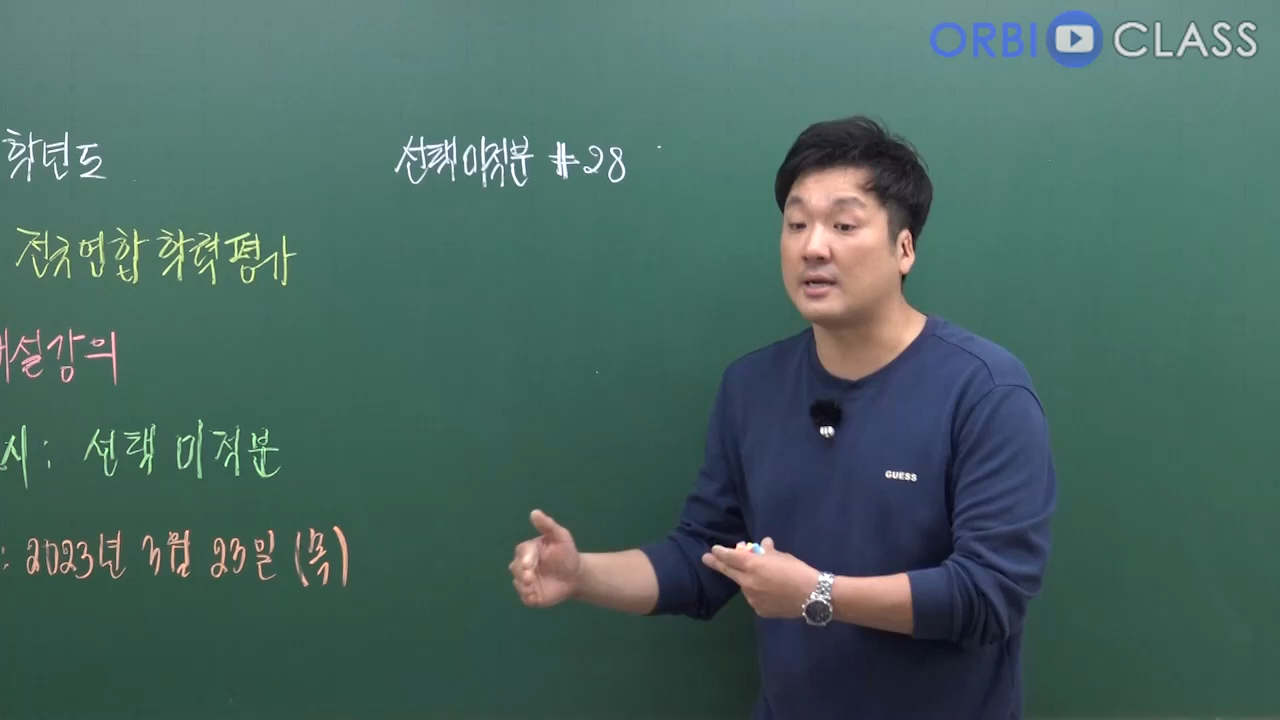 ORBI CLASS
학년도
선택 미적분 #28
전국연합 학력평가
해설강의
시: 선택 미적분
: 2023년 3월 23일 (목)
GUESS